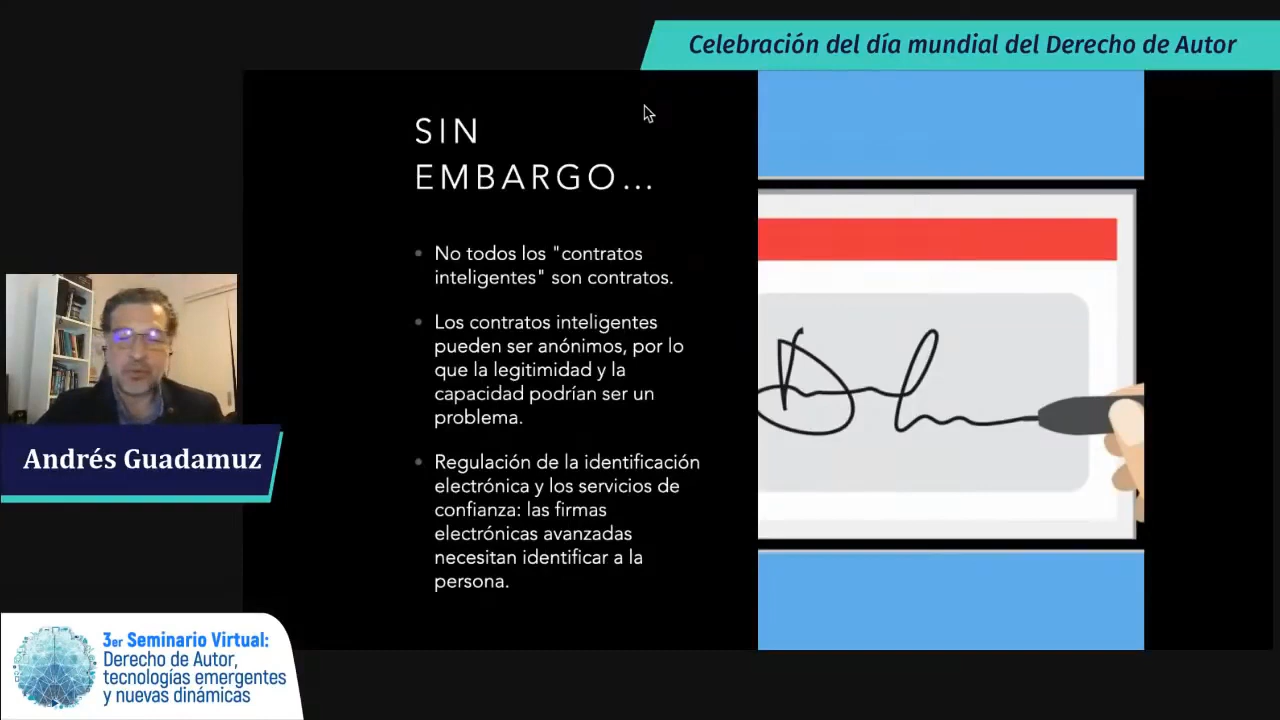 Celebración del día mundial del Derecho de Autor
SIN
EMBARGO...
• No todos los "contratos
inteligentes" son contratos.
• Los contratos inteligentes
pueden ser anónimos, por lo
que la legitimidad y la
capacidad podrían ser un
problema.
• Regulación de la identificación
electrónica y los servicios de
confianza: las firmas
electrónicas avanzadas
necesitan identificar a la
persona.
Andrés Guadamuz
3er Seminario Virtual:
Derecho de Autor,
tecnologías emergentes
y nuevas dinámicas